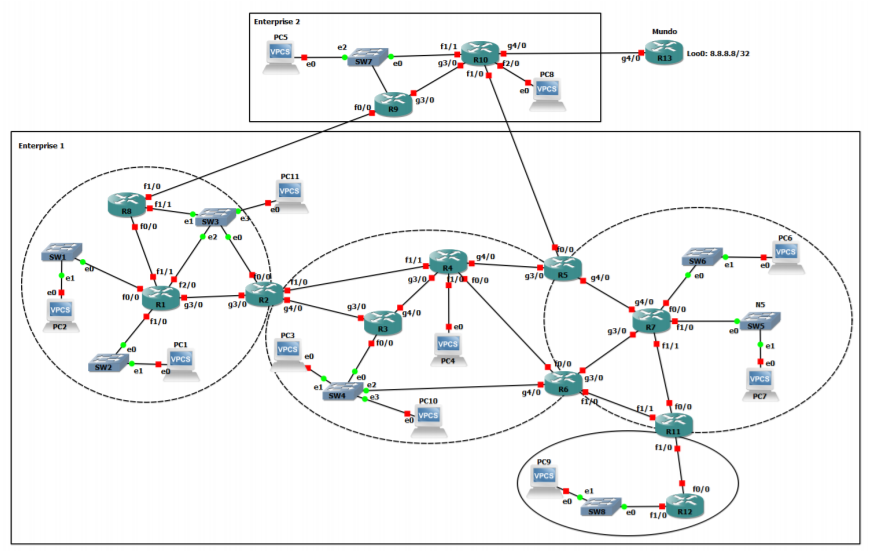 Enterprise 2
PC5
VPCS
e0
e2
SW7
e0
f1/1
g3/0
f1/0
R10
g4/0
f2/0
PC8
VPCS
e0
Mundo
g4/0
R13
Loo0: 8.8.8.8/32
f0/0
R9
g3/0
Enterprise 1
f1/0
R8
f1/1
f0/0
SW3
e1
e2
e0
e3
PC11
VPCS
e0
SW1
e0
e1
e0
VPCS
PC2
f1/1
f2/0
f0/0
R1
g3/0
f1/0
SW2
e0
e1
PC1
VPCS
e0
f0/0
f1/0
g3/0
R2
g4/0
f1/1
R4
g4/0
g3/0
1/0
f0/0
g3/0
R3
g4/0
f0/0
e0
VPCS
PC4
PC3
VPCS
e0
e1
SW4
e0
e2
e3
PC10
VPCS
e0
f0/0
g3/0
R5
g4/0
f0/0
g4/0
R6
g3/0
f1/0
g4/0
f0/0
R7
g3/0
f1/0
f1/1
SW6
e0
e1
PC6
VPCS
e0
N5
e0
SW5
e1
e0
VPCS
PC7
f1/1
f0/0
R11
f1/0
PC9
VPCS
e0
e1
SW8
e0
f0/0
f1/0
R12